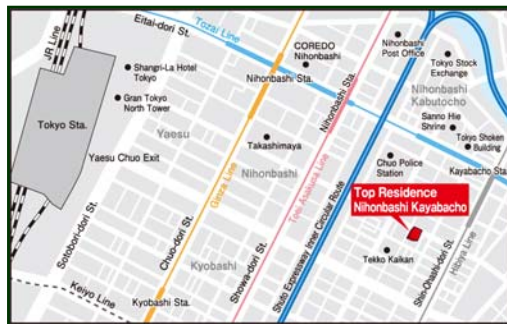 JR Line
Eitai-dori St.
Tozai Line
Shangri-La Hotel
Tokyo
Gran Tokyo
North Tower
Tokyo Sta.
Yaesu
Yaesu Chuo Exit
Sotobori-dori St.
Keiyo Line
COREDO
Nihonbashi
Nihonbashi Sta.
Takashimaya
Nihonbashi
Ginza Line
Chuo-dori St.
Kyobashi
Kyobashi Sta.
Nihonbashi Sta.
Toei Asakusa Line
Showa-dori St.
Shuto Expressway Inner Circular Route
Nihonbashi
Post Office
Tokyo Stock
Exchange
Nihonbashi
Kabutocho
Sanno Hie
Shrine
Tokyo Shoken
Building
Chuo Police
Station
Kayabacho Sta.
Top Residence
Nihonbashi Kayabacho
Tekko Kaikan
Shin-Ohashi-dori St.
Hibiya Line